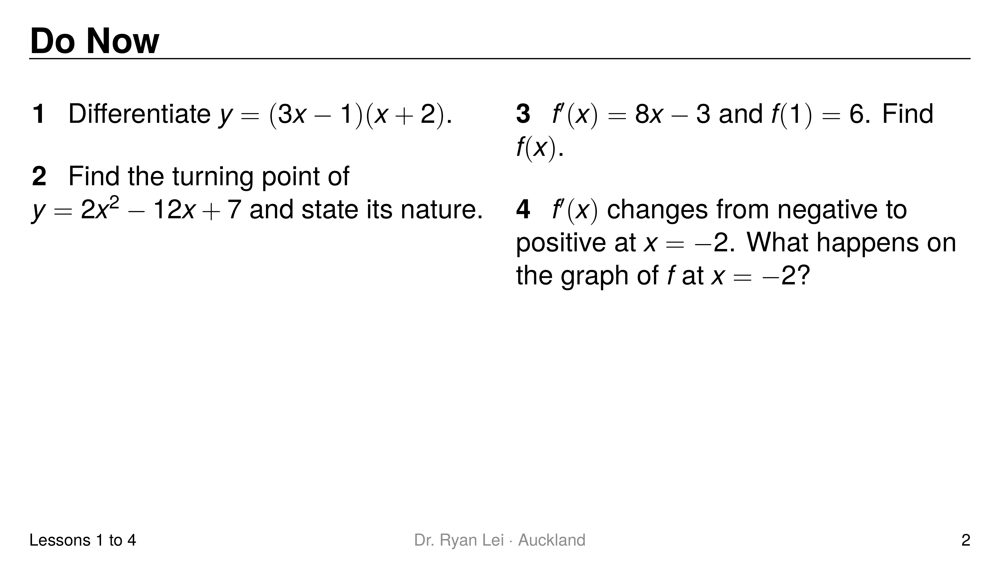 Do Now
1 Differentiate y = (3x − 1)(x + 2).
2 Find the turning point of
y = 2x² − 12x + 7 and state its nature.
3 f′(x) = 8x − 3 and f(1) = 6. Find
f(x).
4 f′(x) changes from negative to
positive at x = −2. What happens on
the graph of f at x = −2?
Lessons 1 to 4
Dr. Ryan Lei · Auckland
2